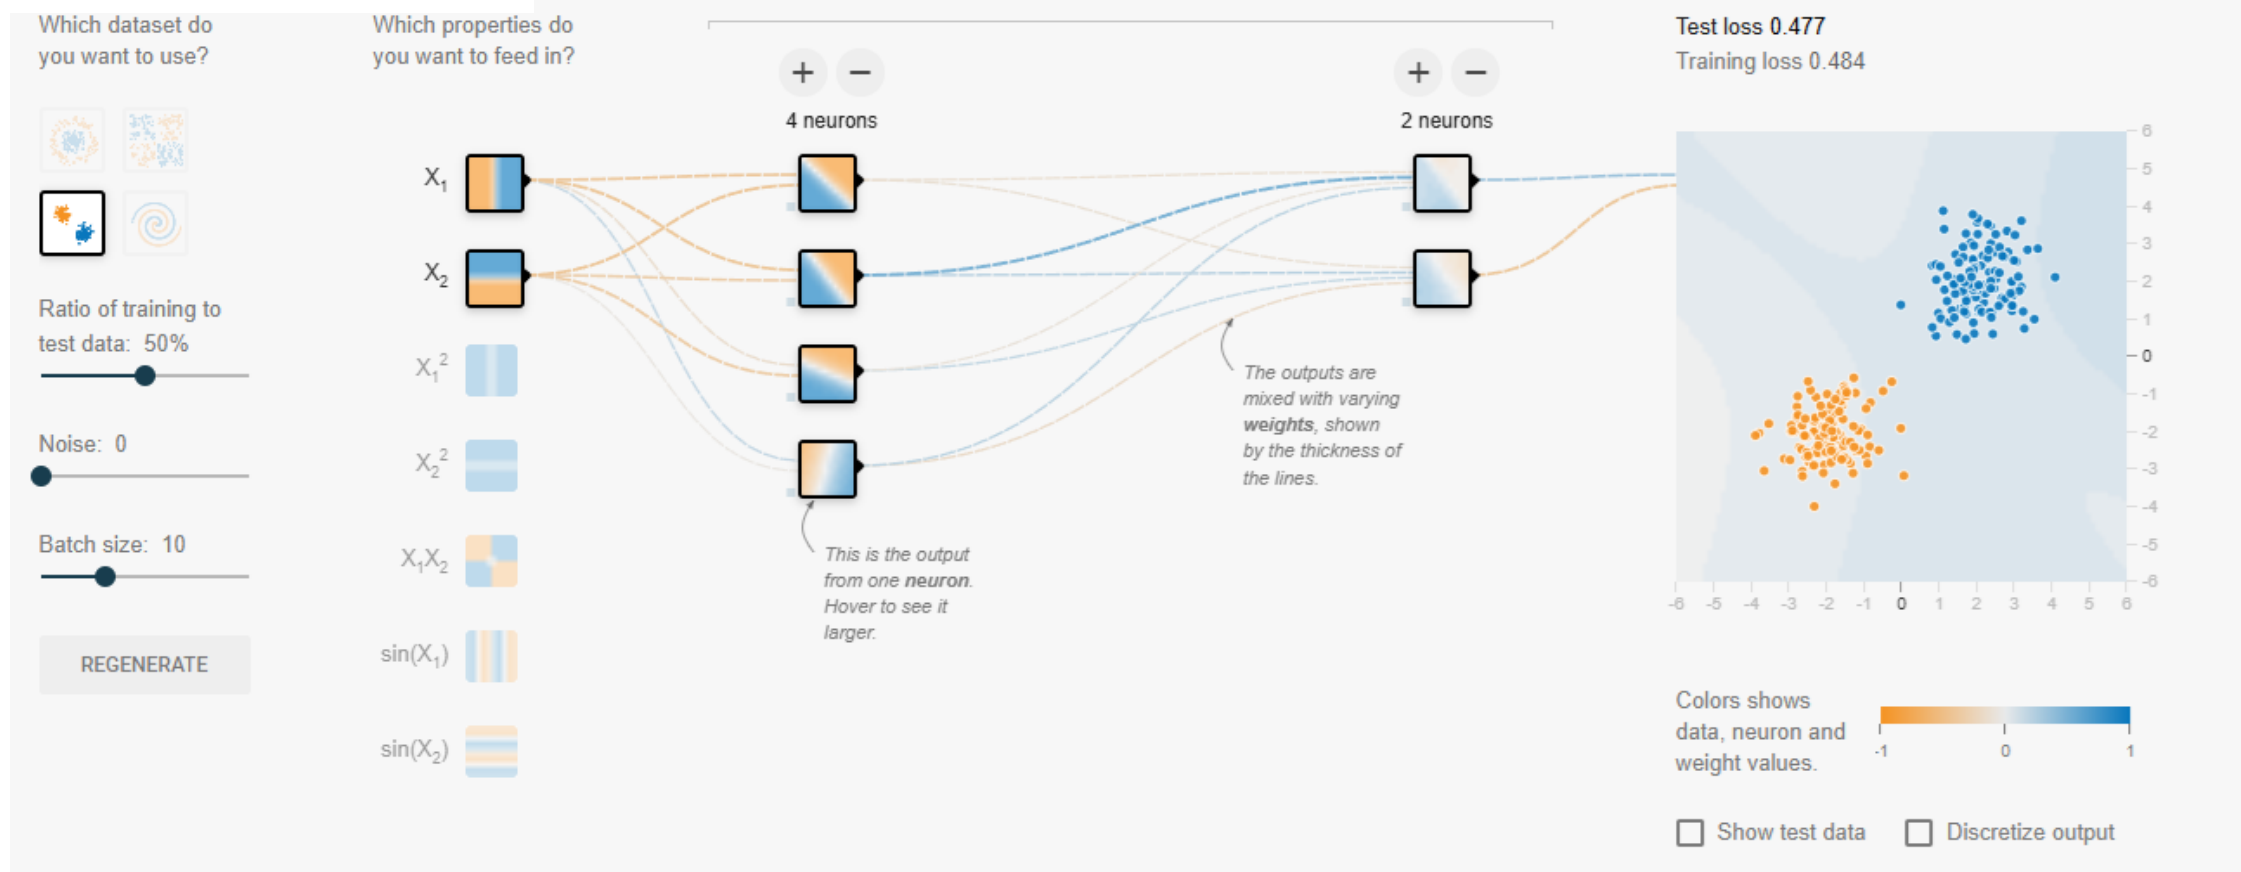 Which dataset do
you want to use?
Ratio of training to
test data: 50%
Noise: 0
Batch size: 10
REGENERATE
Which properties do
you want to feed in?
X1
X2
X1²
X2²
X1X2
sin(X1)
sin(X2)
+ −
4 neurons
This is the output
from one neuron.
Hover to see it
larger.
+ −
2 neurons
The outputs are
mixed with varying
weights, shown
by the thickness of
the lines.
Test loss 0.477
Training loss 0.484
6
5
4
3
2
1
0
-1
-2
-3
-4
-5
-6
-6 -5 -4 -3 -2 -1 0 1 2 3 4 5 6
Colors shows
data, neuron and
weight values.
-1 0 1
Show test data
Discretize output